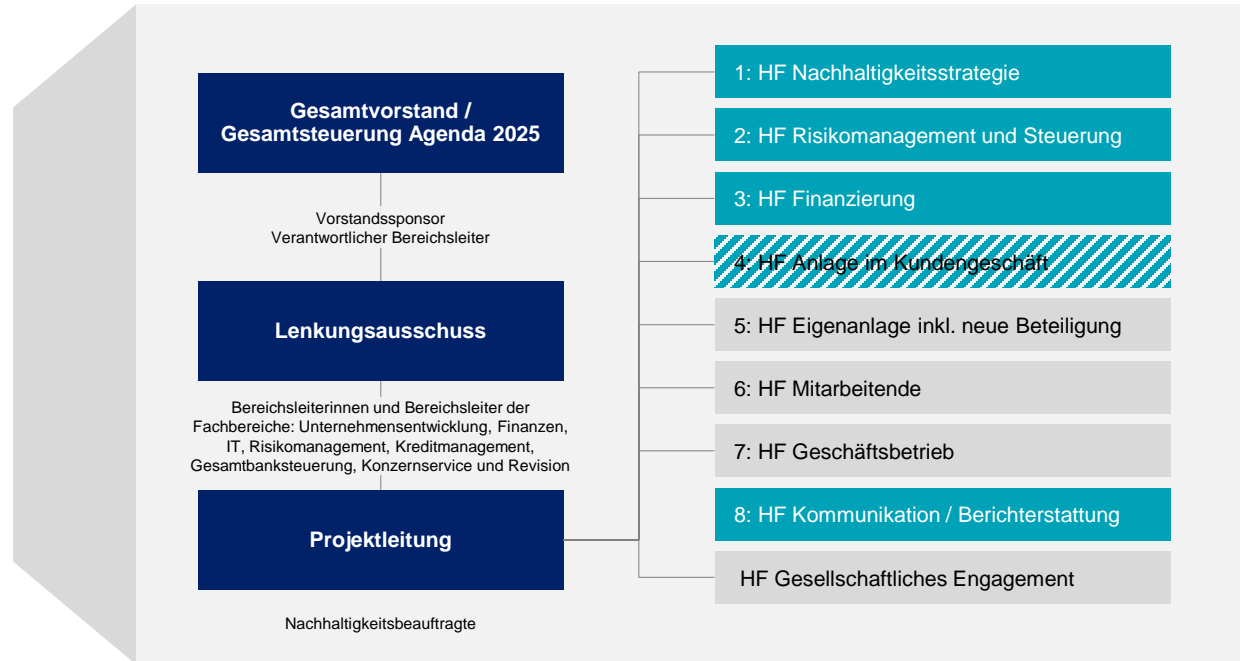 Gesamtvorstand /
Gesamtsteuerung Agenda 2025
Vorstandssponsor
Verantwortlicher Bereichsleiter
Lenkungsausschuss
Bereichsleiterinnen und Bereichsleiter der
Fachbereiche: Unternehmensentwicklung, Finanzen,
IT, Risikomanagement, Kreditmanagement,
Gesamtbanksteuerung, Konzernservice und Revision
Projektleitung
Nachhaltigkeitsbeauftragte
1: HF Nachhaltigkeitsstrategie
2: HF Risikomanagement und Steuerung
3: HF Finanzierung
4: HF Anlage im Kundengeschäft
5: HF Eigenanlage inkl. neue Beteiligung
6: HF Mitarbeitende
7: HF Geschäftsbetrieb
8: HF Kommunikation / Berichterstattung
HF Gesellschaftliches Engagement